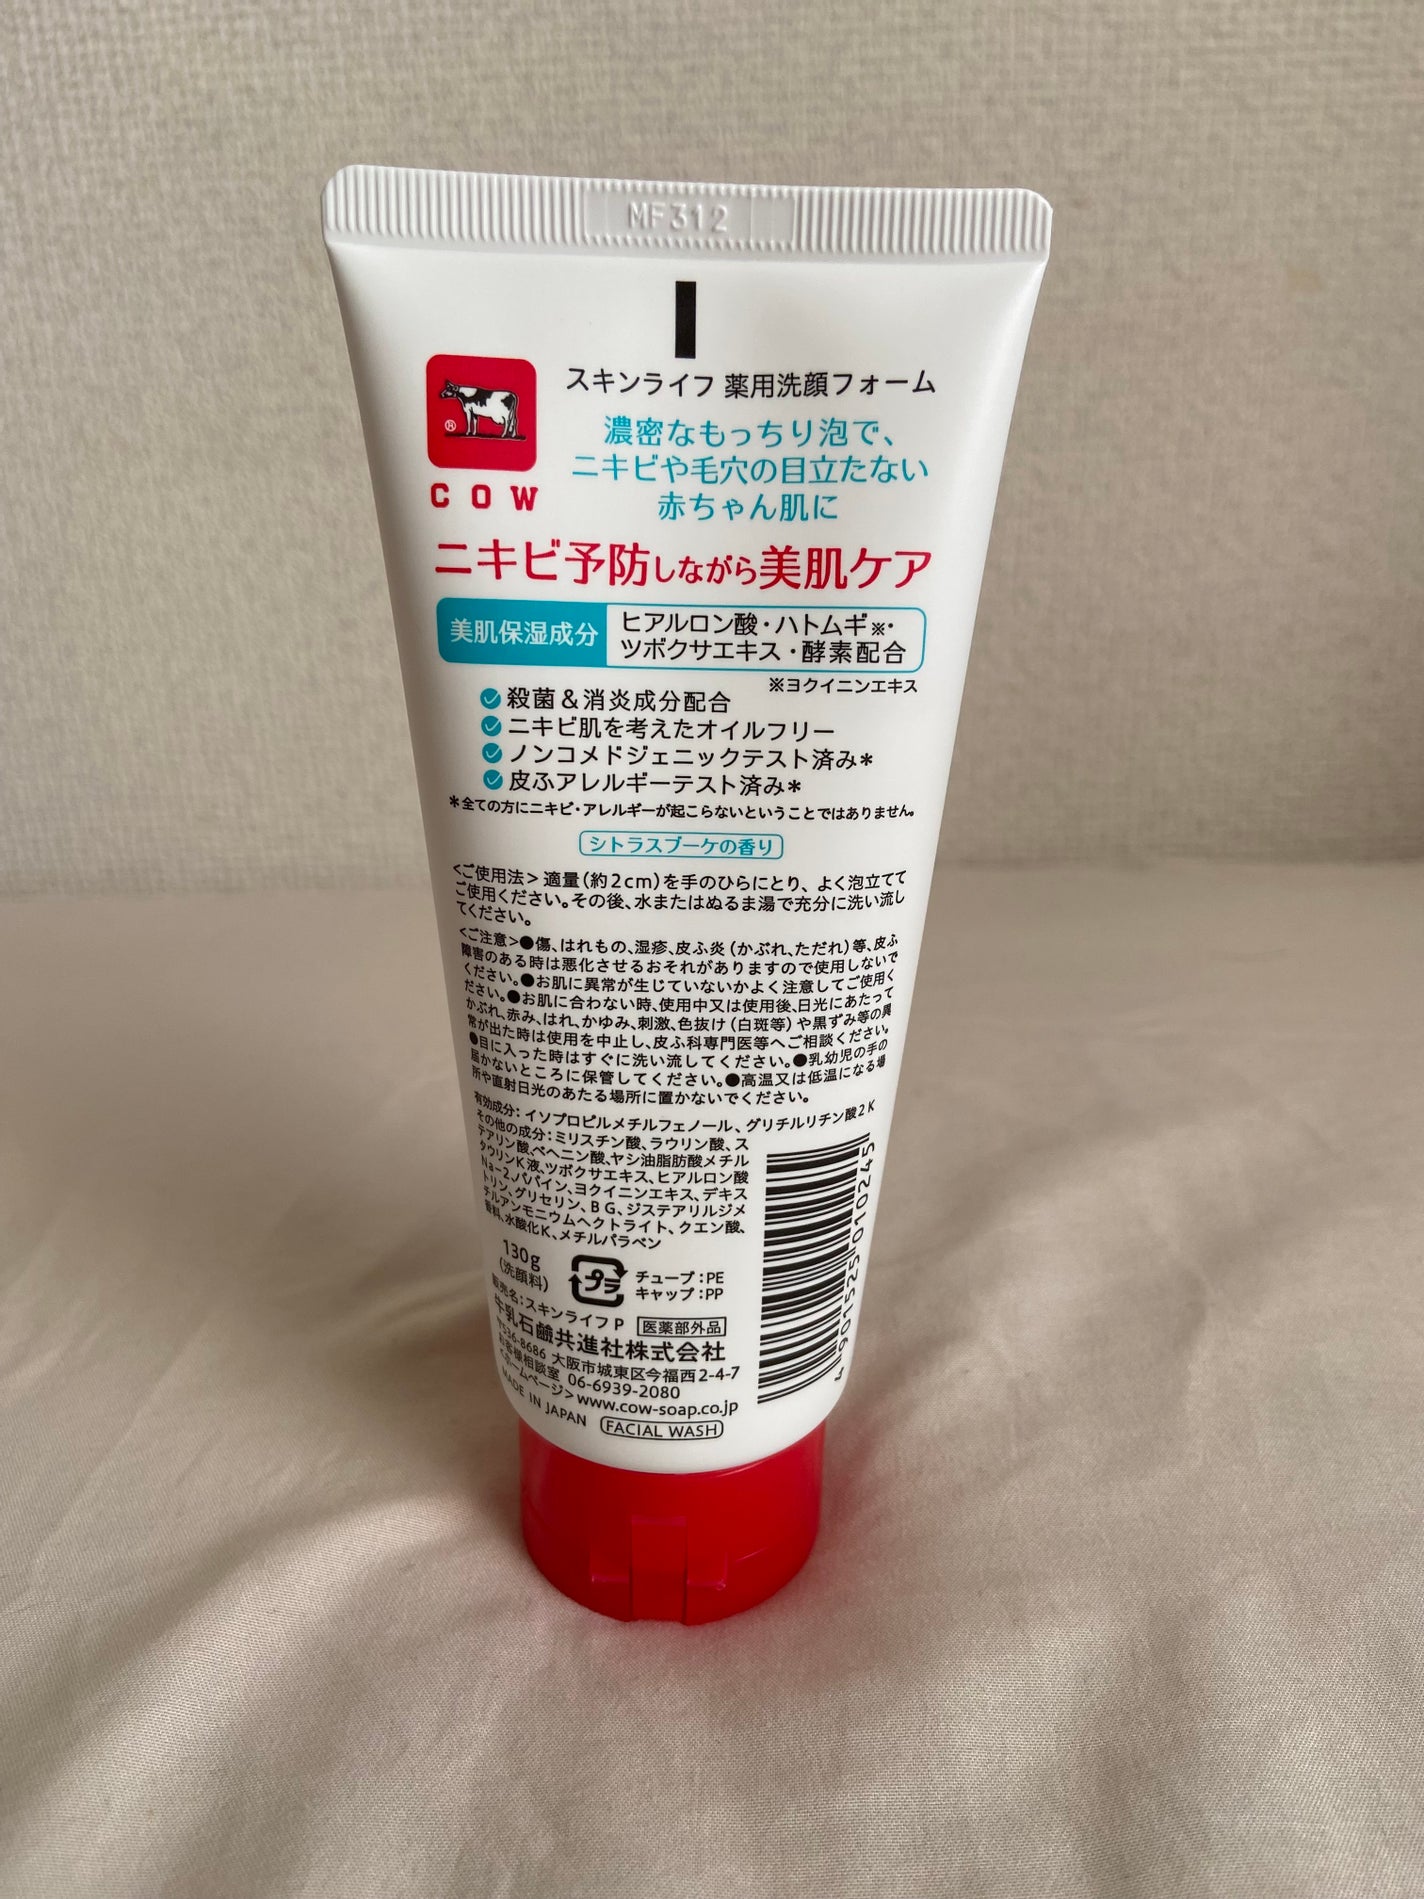 MF312
スキンライフ 薬用洗顔フォーム
濃密なもっちり泡で、
ニキビや毛穴の目立たない
赤ちゃん肌に
®
COW
ニキビ予防しながら美肌ケア
美肌保湿成分
ヒアルロン酸・ハトムギ※・
ツボクサエキス・酵素配合
※ヨクイニンエキス
殺菌&消炎成分配合
ニキビ肌を考えたオイルフリー
ノンコメドジェニックテスト済み*
皮ふアレルギーテスト済み*
*全ての方にニキビ・アレルギーが起こらないということではありません。
シトラスブーケの香り
<ご使用法>適量(約2cm)を手のひらにとり、よく泡立てて
ご使用ください。その後、水またはぬるま湯で充分に洗い流し
てください。
<ご注意>●傷、はれもの、湿疹、皮ふ炎(かぶれ、ただれ)等、皮ふ
障害のある時は悪化させるおそれがありますので使用しないで
ください。●お肌に異常が生じていないかよく注意してご使用く
ださい。●お肌に合わない時、使用中又は使用後、日光にあたって
かぶれ、赤み、はれ、かゆみ、刺激、色抜け(白斑等)や黒ずみ等の異
常が出た時は使用を中止し、皮ふ科専門医等へご相談ください。
●目に入った時はすぐに洗い流してください。●乳幼児の手の
届かないところに保管してください。●高温又は低温になる場
所や直射日光のあたる場所に置かないでください。
有効成分:イソプロピルメチルフェノール、グリチルリチン酸2K
その他の成分:ミリスチン酸、ラウリン酸、ス
テアリン酸、ベヘニン酸、ヤシ油脂肪酸メチル
タウリンK液、ツボクサエキス、ヒアルロン酸
Na-2、パパイン、ヨクイニンエキス、デキス
トリン、グリセリン、BG、ジステアリルジメ
チルアンモニウムヘクトライト、クエン酸、
香料、水酸化K、メチルパラベン
4901525010245
130g
(洗顔料)
プラ
チューブ:PE
キャップ:PP
販売名:スキンライフP
医薬部外品
牛乳石鹼共進社株式会社
〒536-8686 大阪市城東区今福西2-4-7
お客様相談室 06-6939-2080
<ホームページ>www.cow-soap.co.jp
MADE IN JAPAN
FACIAL WASH